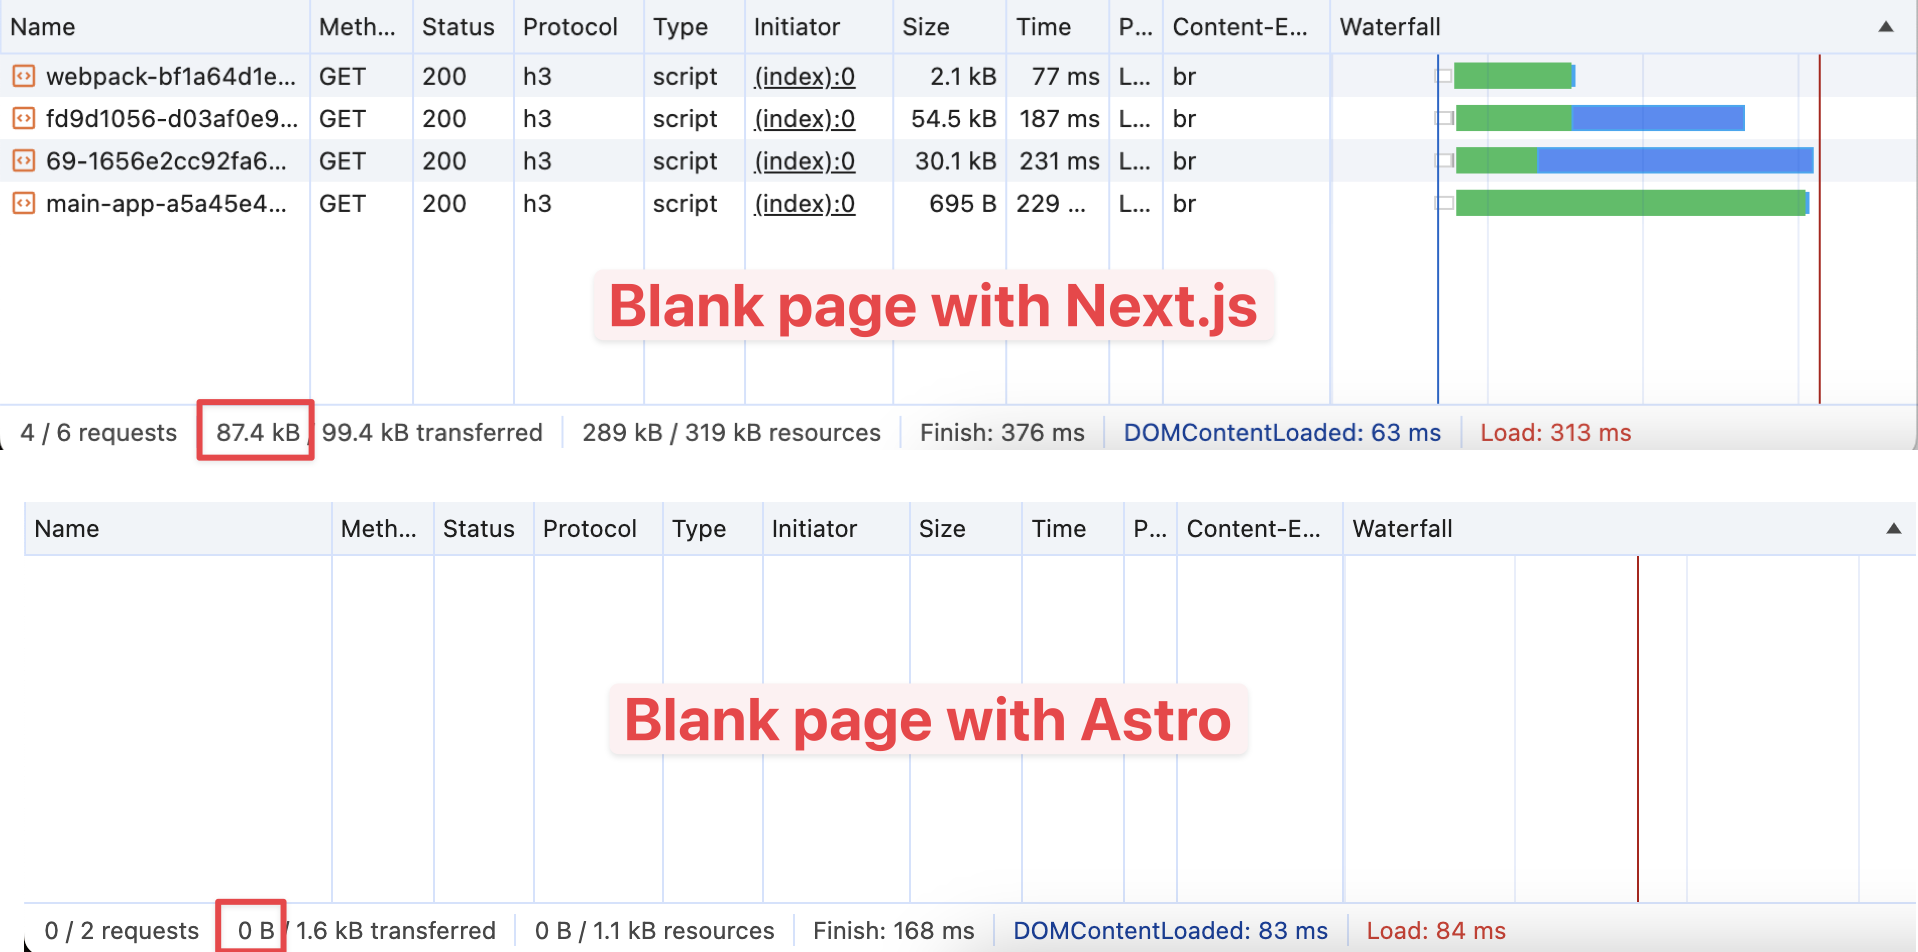 Name Meth... Status Protocol Type Initiator Size Time P... Content-E... Waterfall
webpack-bf1a64d1e... GET 200 h3 script (index):0 2.1 kB 77 ms L... br
fd9d1056-d03af0e9... GET 200 h3 script (index):0 54.5 kB 187 ms L... br
69-1656e2cc92fa6... GET 200 h3 script (index):0 30.1 kB 231 ms L... br
main-app-a5a45e4... GET 200 h3 script (index):0 695 B 229 ... L... br
Blank page with Next.js
4 / 6 requests 87.4 kB / 99.4 kB transferred 289 kB / 319 kB resources Finish: 376 ms DOMContentLoaded: 63 ms Load: 313 ms
Name Meth... Status Protocol Type Initiator Size Time P... Content-E... Waterfall
Blank page with Astro
0 / 2 requests 0 B / 1.6 kB transferred 0 B / 1.1 kB resources Finish: 168 ms DOMContentLoaded: 83 ms Load: 84 ms